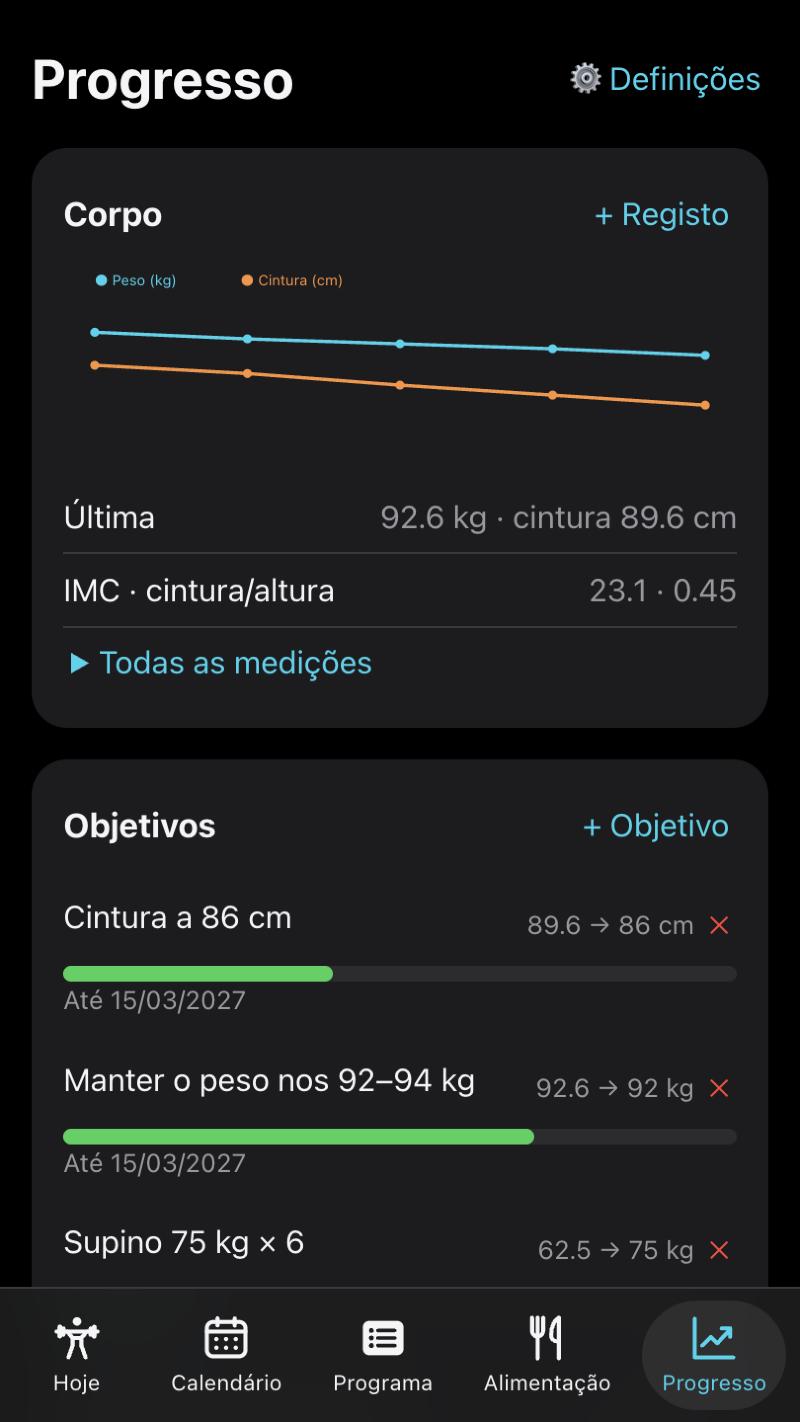 Progresso
⚙️ Definições
Corpo
+ Registo
Peso (kg)
Cintura (cm)
Última
92.6 kg · cintura 89.6 cm
IMC · cintura/altura
23.1 · 0.45
▶ Todas as medições
Objetivos
+ Objetivo
Cintura a 86 cm
89.6 → 86 cm ✕
Até 15/03/2027
Manter o peso nos 92–94 kg
92.6 → 92 kg ✕
Até 15/03/2027
Supino 75 kg × 6
62.5 → 75 kg ✕
Hoje
Calendário
Programa
Alimentação
Progresso